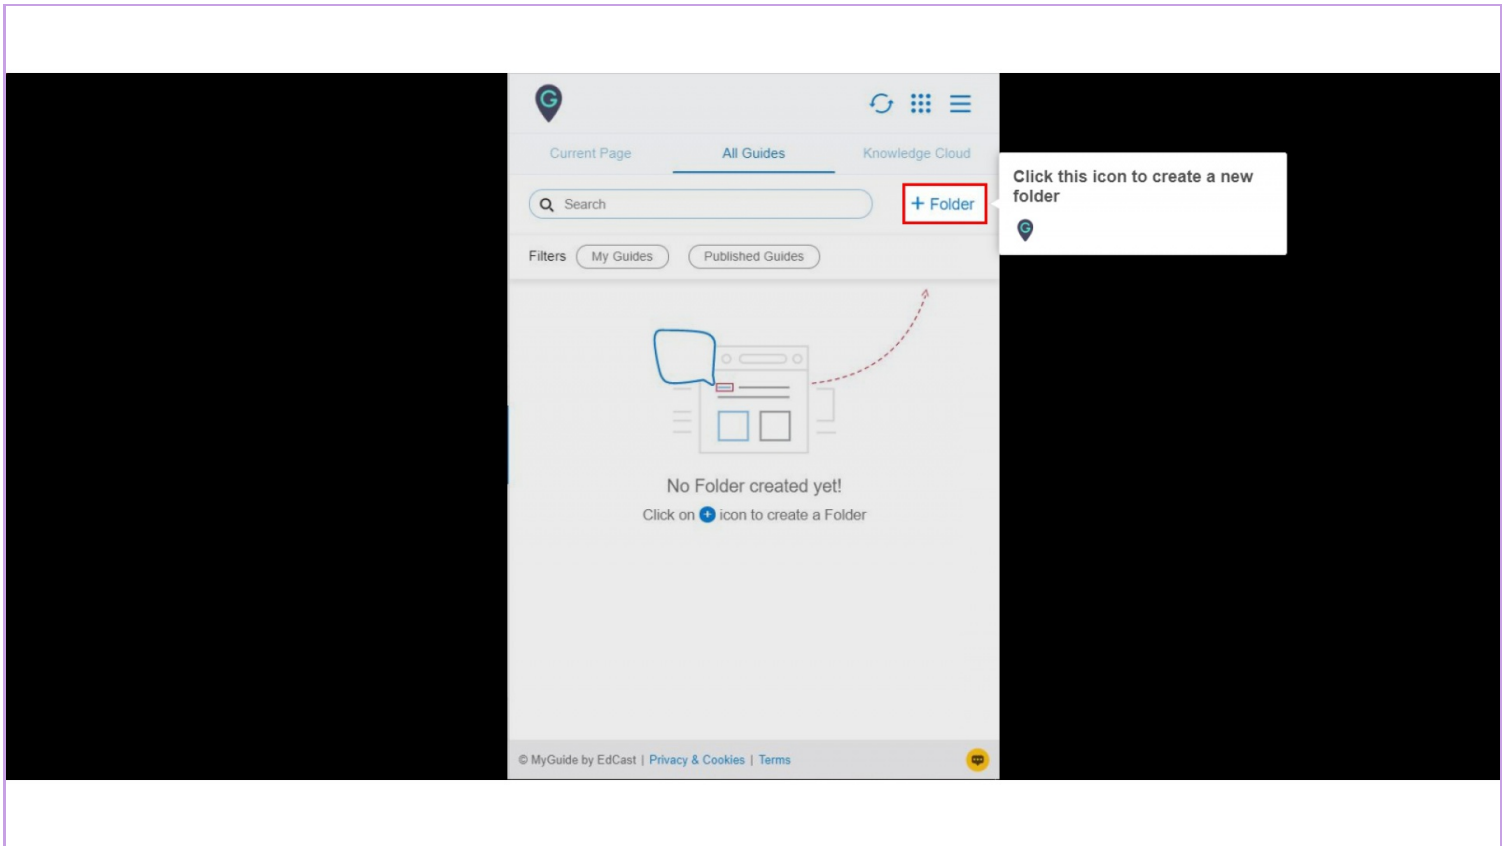 G
Current Page All Guides Knowledge Cloud
Search + Folder
Click this icon to create a new
folder
G
Filters My Guides Published Guides
No Folder created yet!
Click on + icon to create a Folder
© MyGuide by EdCast | Privacy & Cookies | Terms